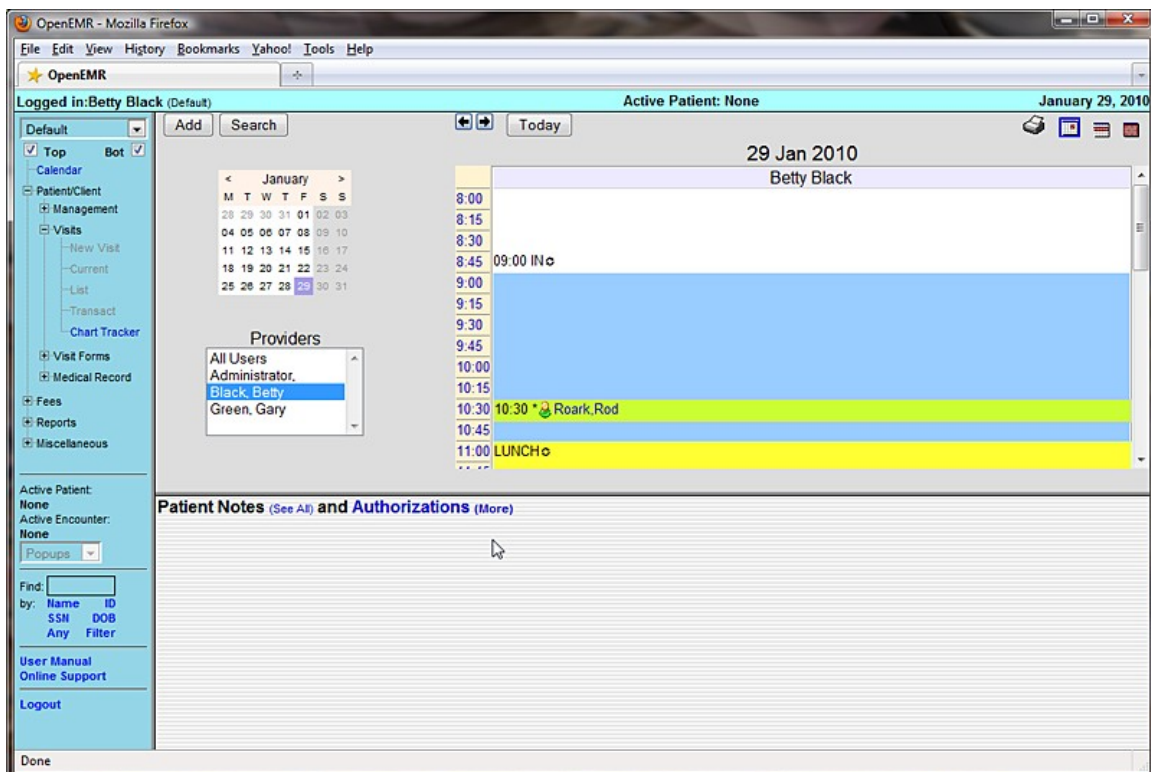 OpenEMR - Mozilla Firefox
File Edit View History Bookmarks Yahoo! Tools Help
OpenEMR
Logged in:Betty Black (Default) Active Patient: None January 29, 2010
Default
Top Bot
Calendar
Patient/Client
Management
Visits
New Visit
Current
List
Transact
Chart Tracker
Visit Forms
Medical Record
Fees
Reports
Miscellaneous
Active Patient:
None
Active Encounter:
None
Popups
Find:
by: Name ID
SSN DOB
Any Filter
User Manual
Online Support
Logout
Add Search
< January >
M T W T F S S
28 29 30 31 01 02 03
04 05 06 07 08 09 10
11 12 13 14 15 16 17
18 19 20 21 22 23 24
25 26 27 28 29 30 31
Providers
All Users
Administrator,
Black, Betty
Green, Gary
Today
29 Jan 2010
Betty Black
8:00
8:15
8:30
8:45 09:00 IN
9:00
9:15
9:30
9:45
10:00
10:15
10:30 10:30 * Roark,Rod
10:45
11:00 LUNCH
Patient Notes (See All) and Authorizations (More)
Done